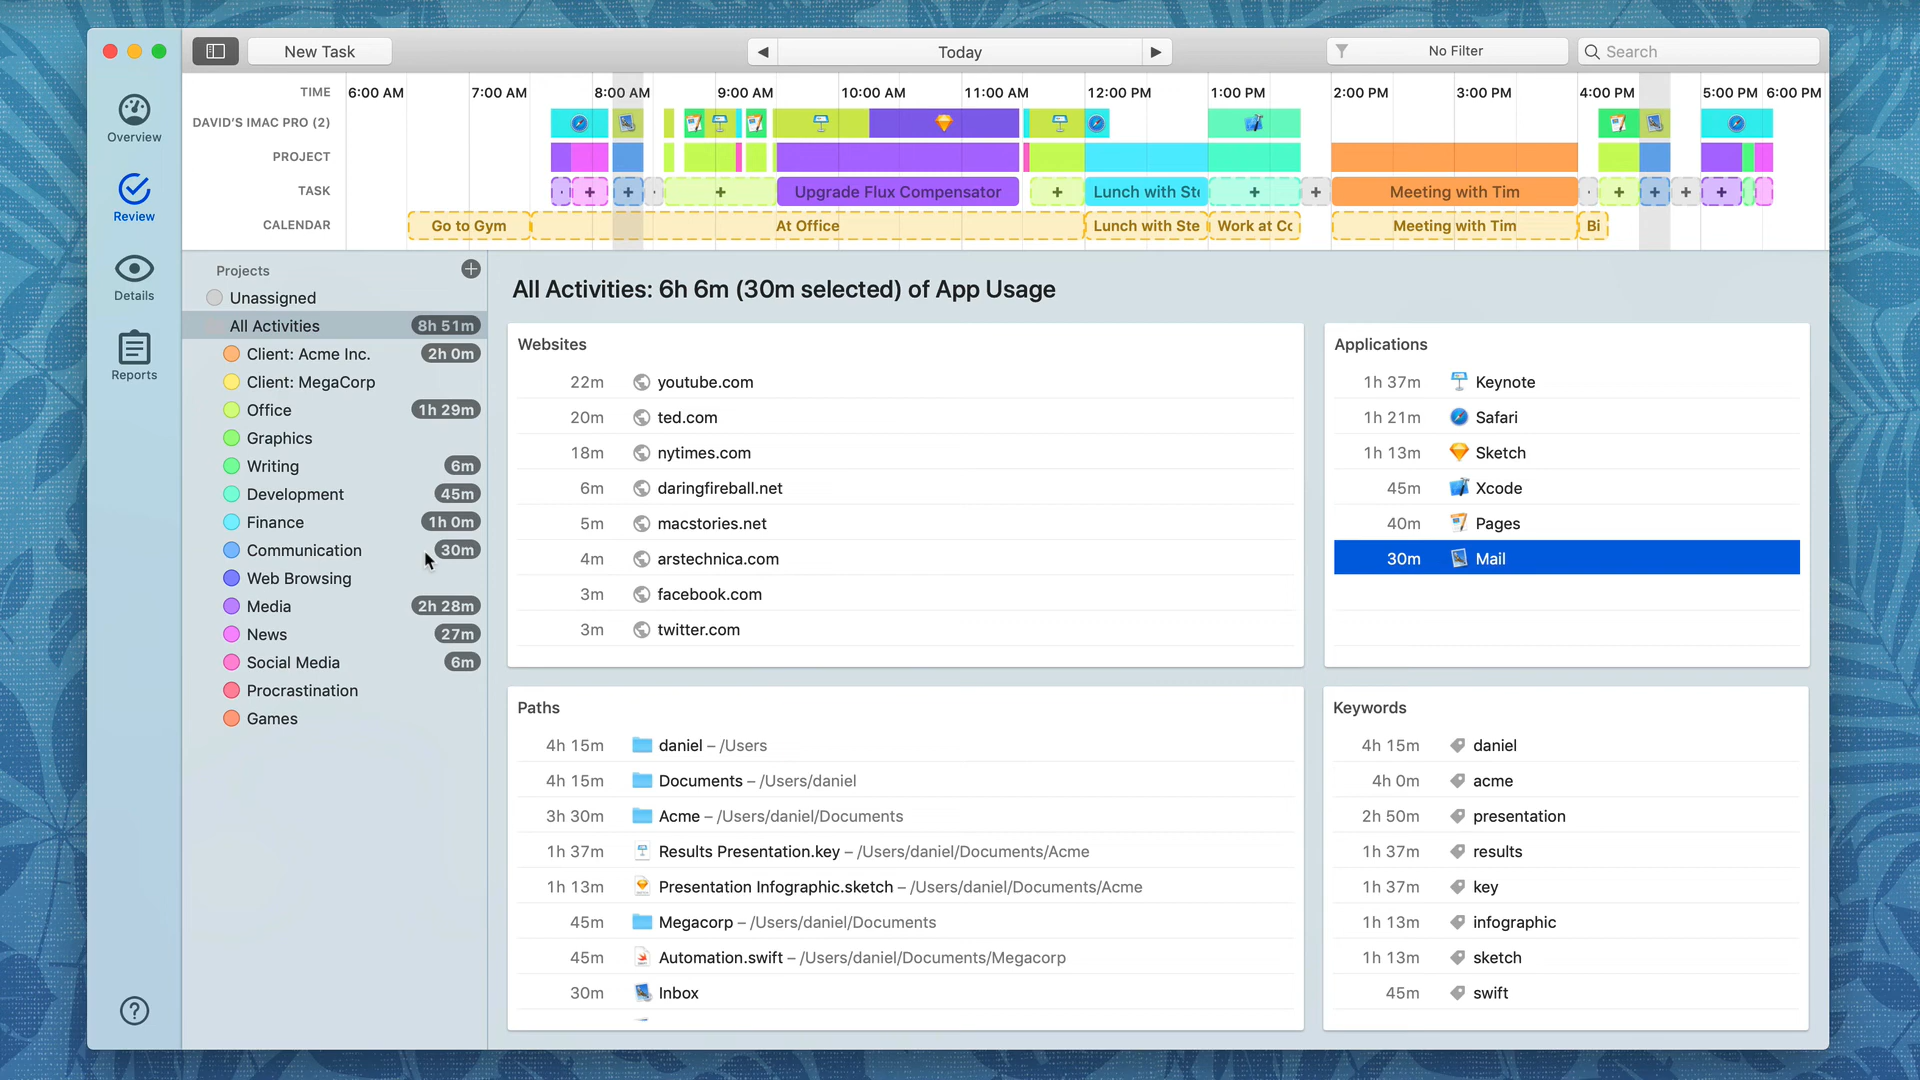 New Task
Today
No Filter
Search
Overview
Review
Details
Reports
TIME 6:00 AM 7:00 AM 8:00 AM 9:00 AM 10:00 AM 11:00 AM 12:00 PM 1:00 PM 2:00 PM 3:00 PM 4:00 PM 5:00 PM 6:00 PM
DAVID'S IMAC PRO (2)
PROJECT
TASK Upgrade Flux Compensator Lunch with Ste Meeting with Tim
CALENDAR Go to Gym At Office Lunch with Ste Work at Cc Meeting with Tim Bi
Projects
Unassigned
All Activities 8h 51m
Client: Acme Inc. 2h 0m
Client: MegaCorp
Office 1h 29m
Graphics
Writing 6m
Development 45m
Finance 1h 0m
Communication 30m
Web Browsing
Media 2h 28m
News 27m
Social Media 6m
Procrastination
Games
All Activities: 6h 6m (30m selected) of App Usage
Websites
22m youtube.com
20m ted.com
18m nytimes.com
6m daringfireball.net
5m macstories.net
4m arstechnica.com
3m facebook.com
3m twitter.com
Applications
1h 37m Keynote
1h 21m Safari
1h 13m Sketch
45m Xcode
40m Pages
30m Mail
Paths
4h 15m daniel – /Users
4h 15m Documents – /Users/daniel
3h 30m Acme – /Users/daniel/Documents
1h 37m Results Presentation.key – /Users/daniel/Documents/Acme
1h 13m Presentation Infographic.sketch – /Users/daniel/Documents/Acme
45m Megacorp – /Users/daniel/Documents
45m Automation.swift – /Users/daniel/Documents/Megacorp
30m Inbox
Keywords
4h 15m daniel
4h 0m acme
2h 50m presentation
1h 37m results
1h 37m key
1h 13m infographic
1h 13m sketch
45m swift